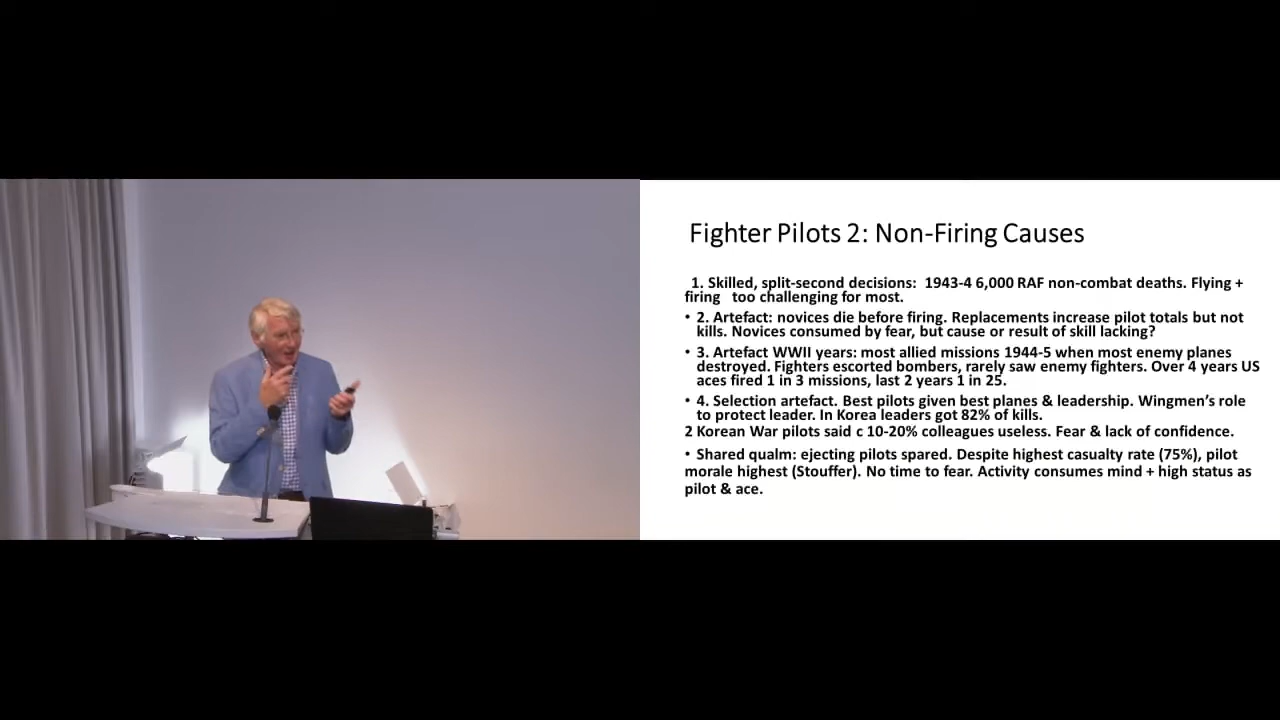 Fighter Pilots 2: Non-Firing Causes
1. Skilled, split-second decisions: 1943-4 6,000 RAF non-combat deaths. Flying +
firing too challenging for most.
• 2. Artefact: novices die before firing. Replacements increase pilot totals but not
kills. Novices consumed by fear, but cause or result of skill lacking?
• 3. Artefact WWII years: most allied missions 1944-5 when most enemy planes
destroyed. Fighters escorted bombers, rarely saw enemy fighters. Over 4 years US
aces fired 1 in 3 missions, last 2 years 1 in 25.
• 4. Selection artefact. Best pilots given best planes & leadership. Wingmen’s role
to protect leader. In Korea leaders got 82% of kills.
2 Korean War pilots said c 10-20% colleagues useless. Fear & lack of confidence.
• Shared qualm: ejecting pilots spared. Despite highest casualty rate (75%), pilot
morale highest (Stouffer). No time to fear. Activity consumes mind + high status as
pilot & ace.